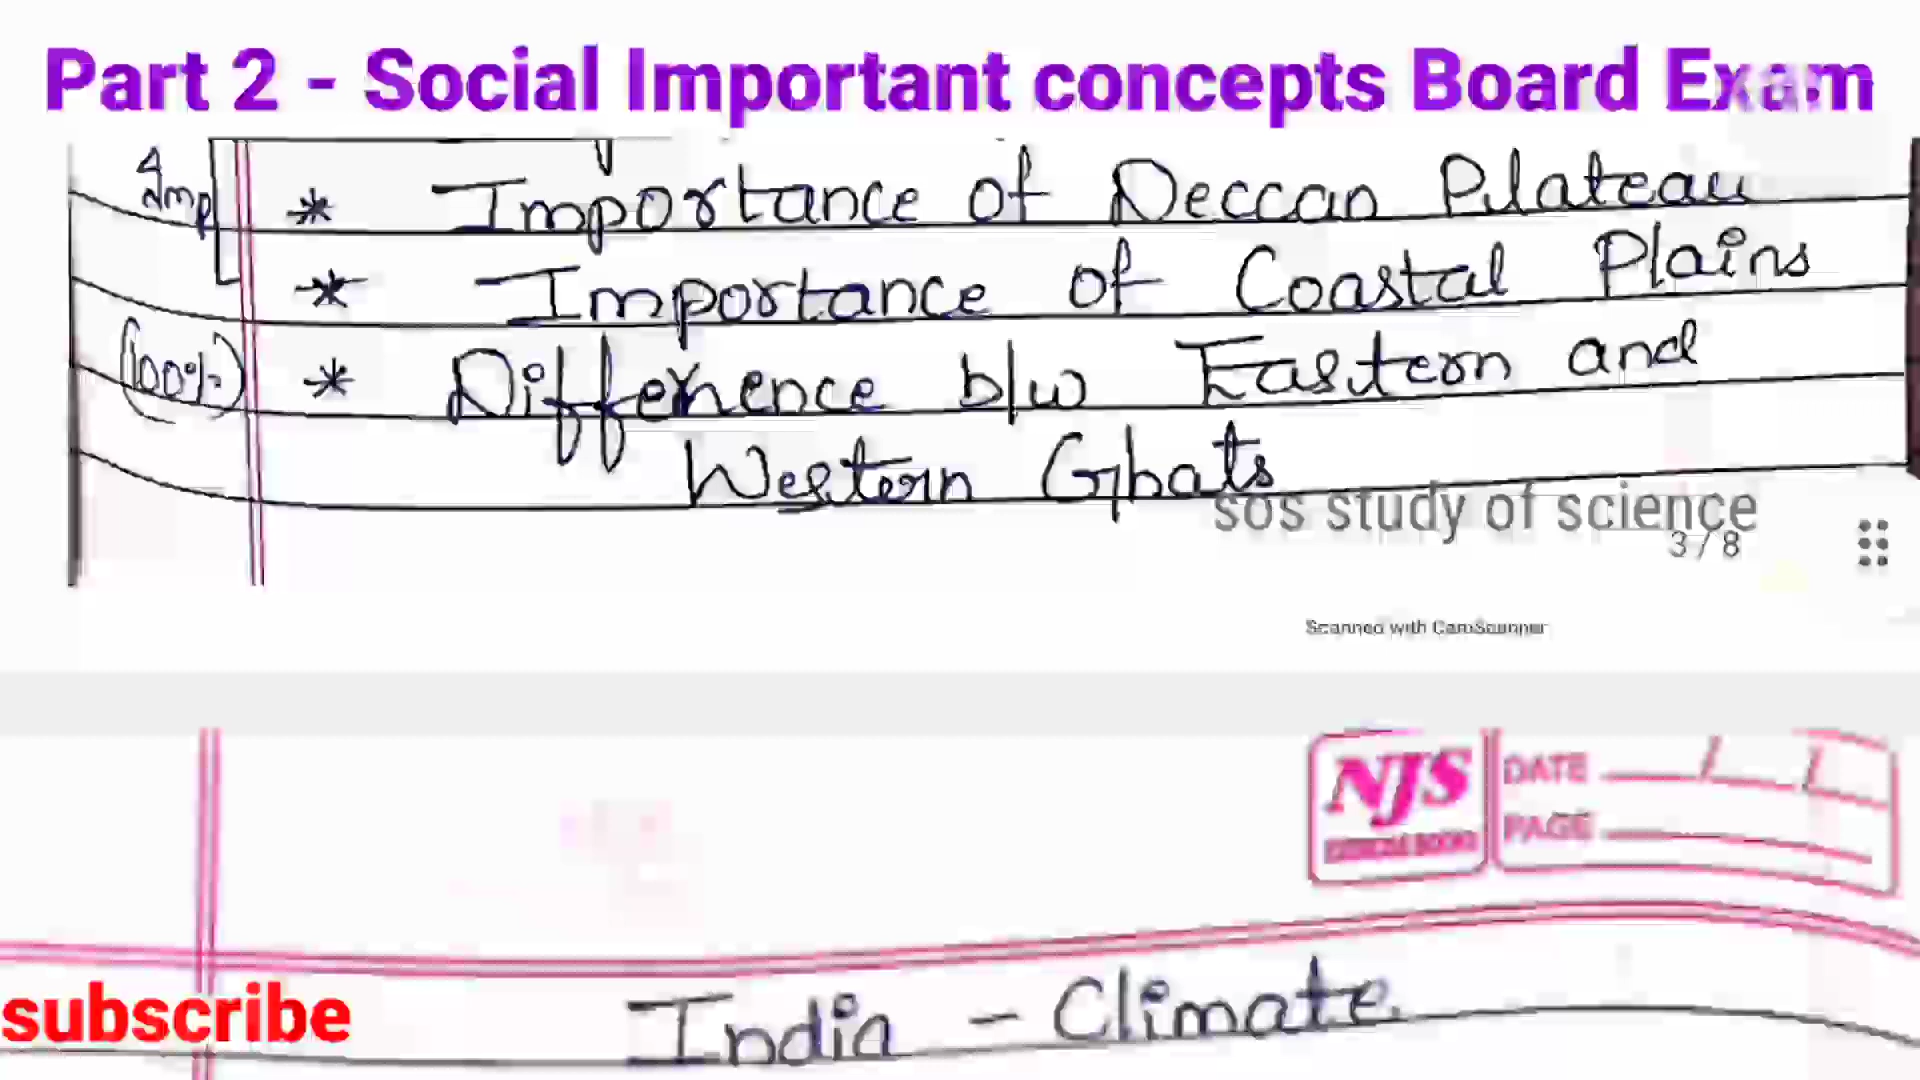 Part 2 - Social Important concepts Board Exam
Imp * Importance of Deccan Plateau
* Importance of Coastal Plains
(100%) * Difference b/w Eastern and
Western Ghats
sos study of science
3 / 8
Scanned with CamScanner
NJS
DATE
PAGE
subscribe
India - Climate